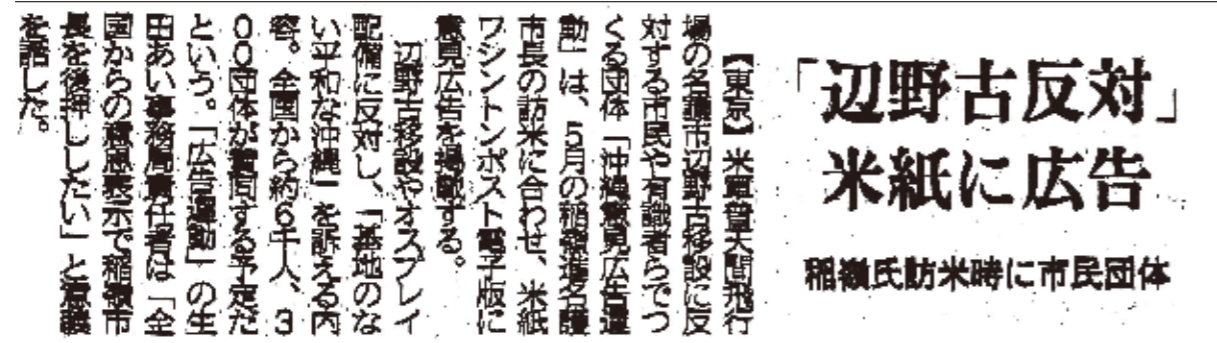 「辺野古反対」
米紙に広告
稲嶺氏訪米時に市民団体
【東京】米軍普天間飛行
場の名護市辺野古移設に反
対する市民や有識者らでつ
くる団体「沖縄意見広告運
動」は、5月の稲嶺進名護
市長の訪米に合わせ、米紙
ワシントンポスト電子版に
意見広告を掲載する。
辺野古移設やオスプレイ
配備に反対し、「基地のな
い平和な沖縄」を訴える内
容。全国から約6千人、3
00団体が賛同する予定だ
という。「広告運動」の生
田あい事務局責任者は「全
国からの意思表示で稲嶺市
長を後押ししたい」と意義
を話した。